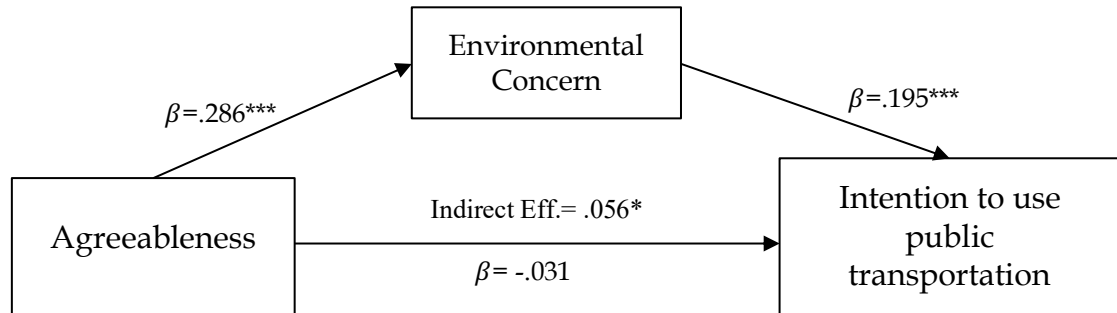 Environmental
Concern
β=.286***
β=.195***
Agreeableness
Indirect Eff.= .056*
β= -.031
Intention to use
public
transportation